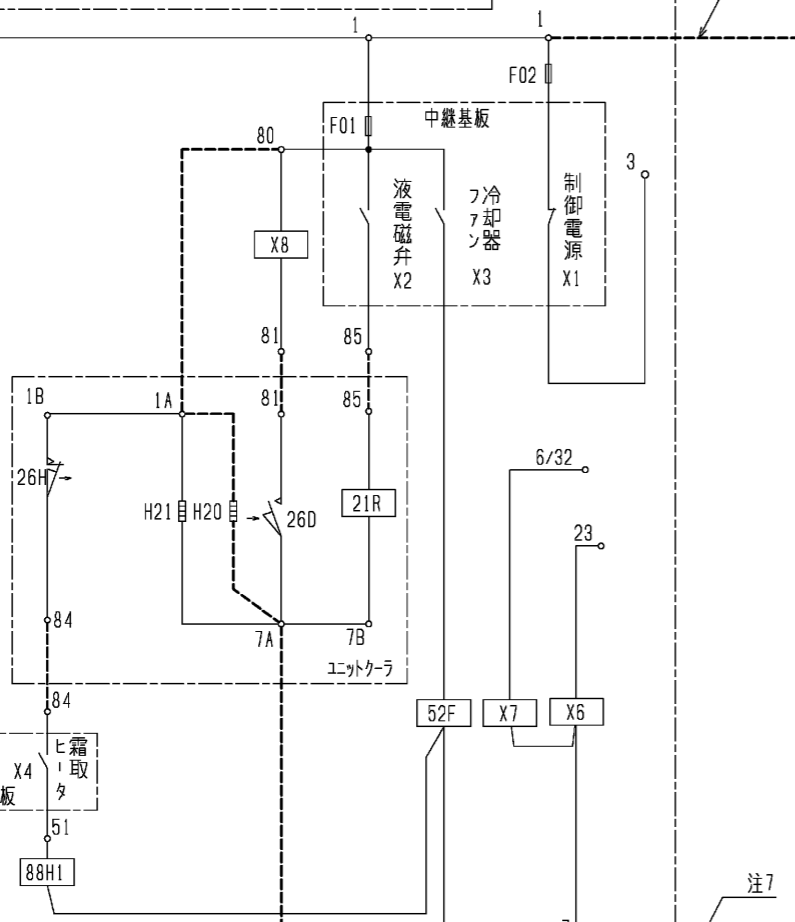 1
1
F02
F01
中継基板
80
3
液電磁弁
X2
冷却器
ファン
X3
制御電源
X1
X8
81
85
1B
1A
81
85
6/32
26H
H21
H20
26D
21R
23
84
7A
7B
ユニットクーラ
84
52F
X7
X6
霜取
ヒータ
X4
板
51
88H1
注7